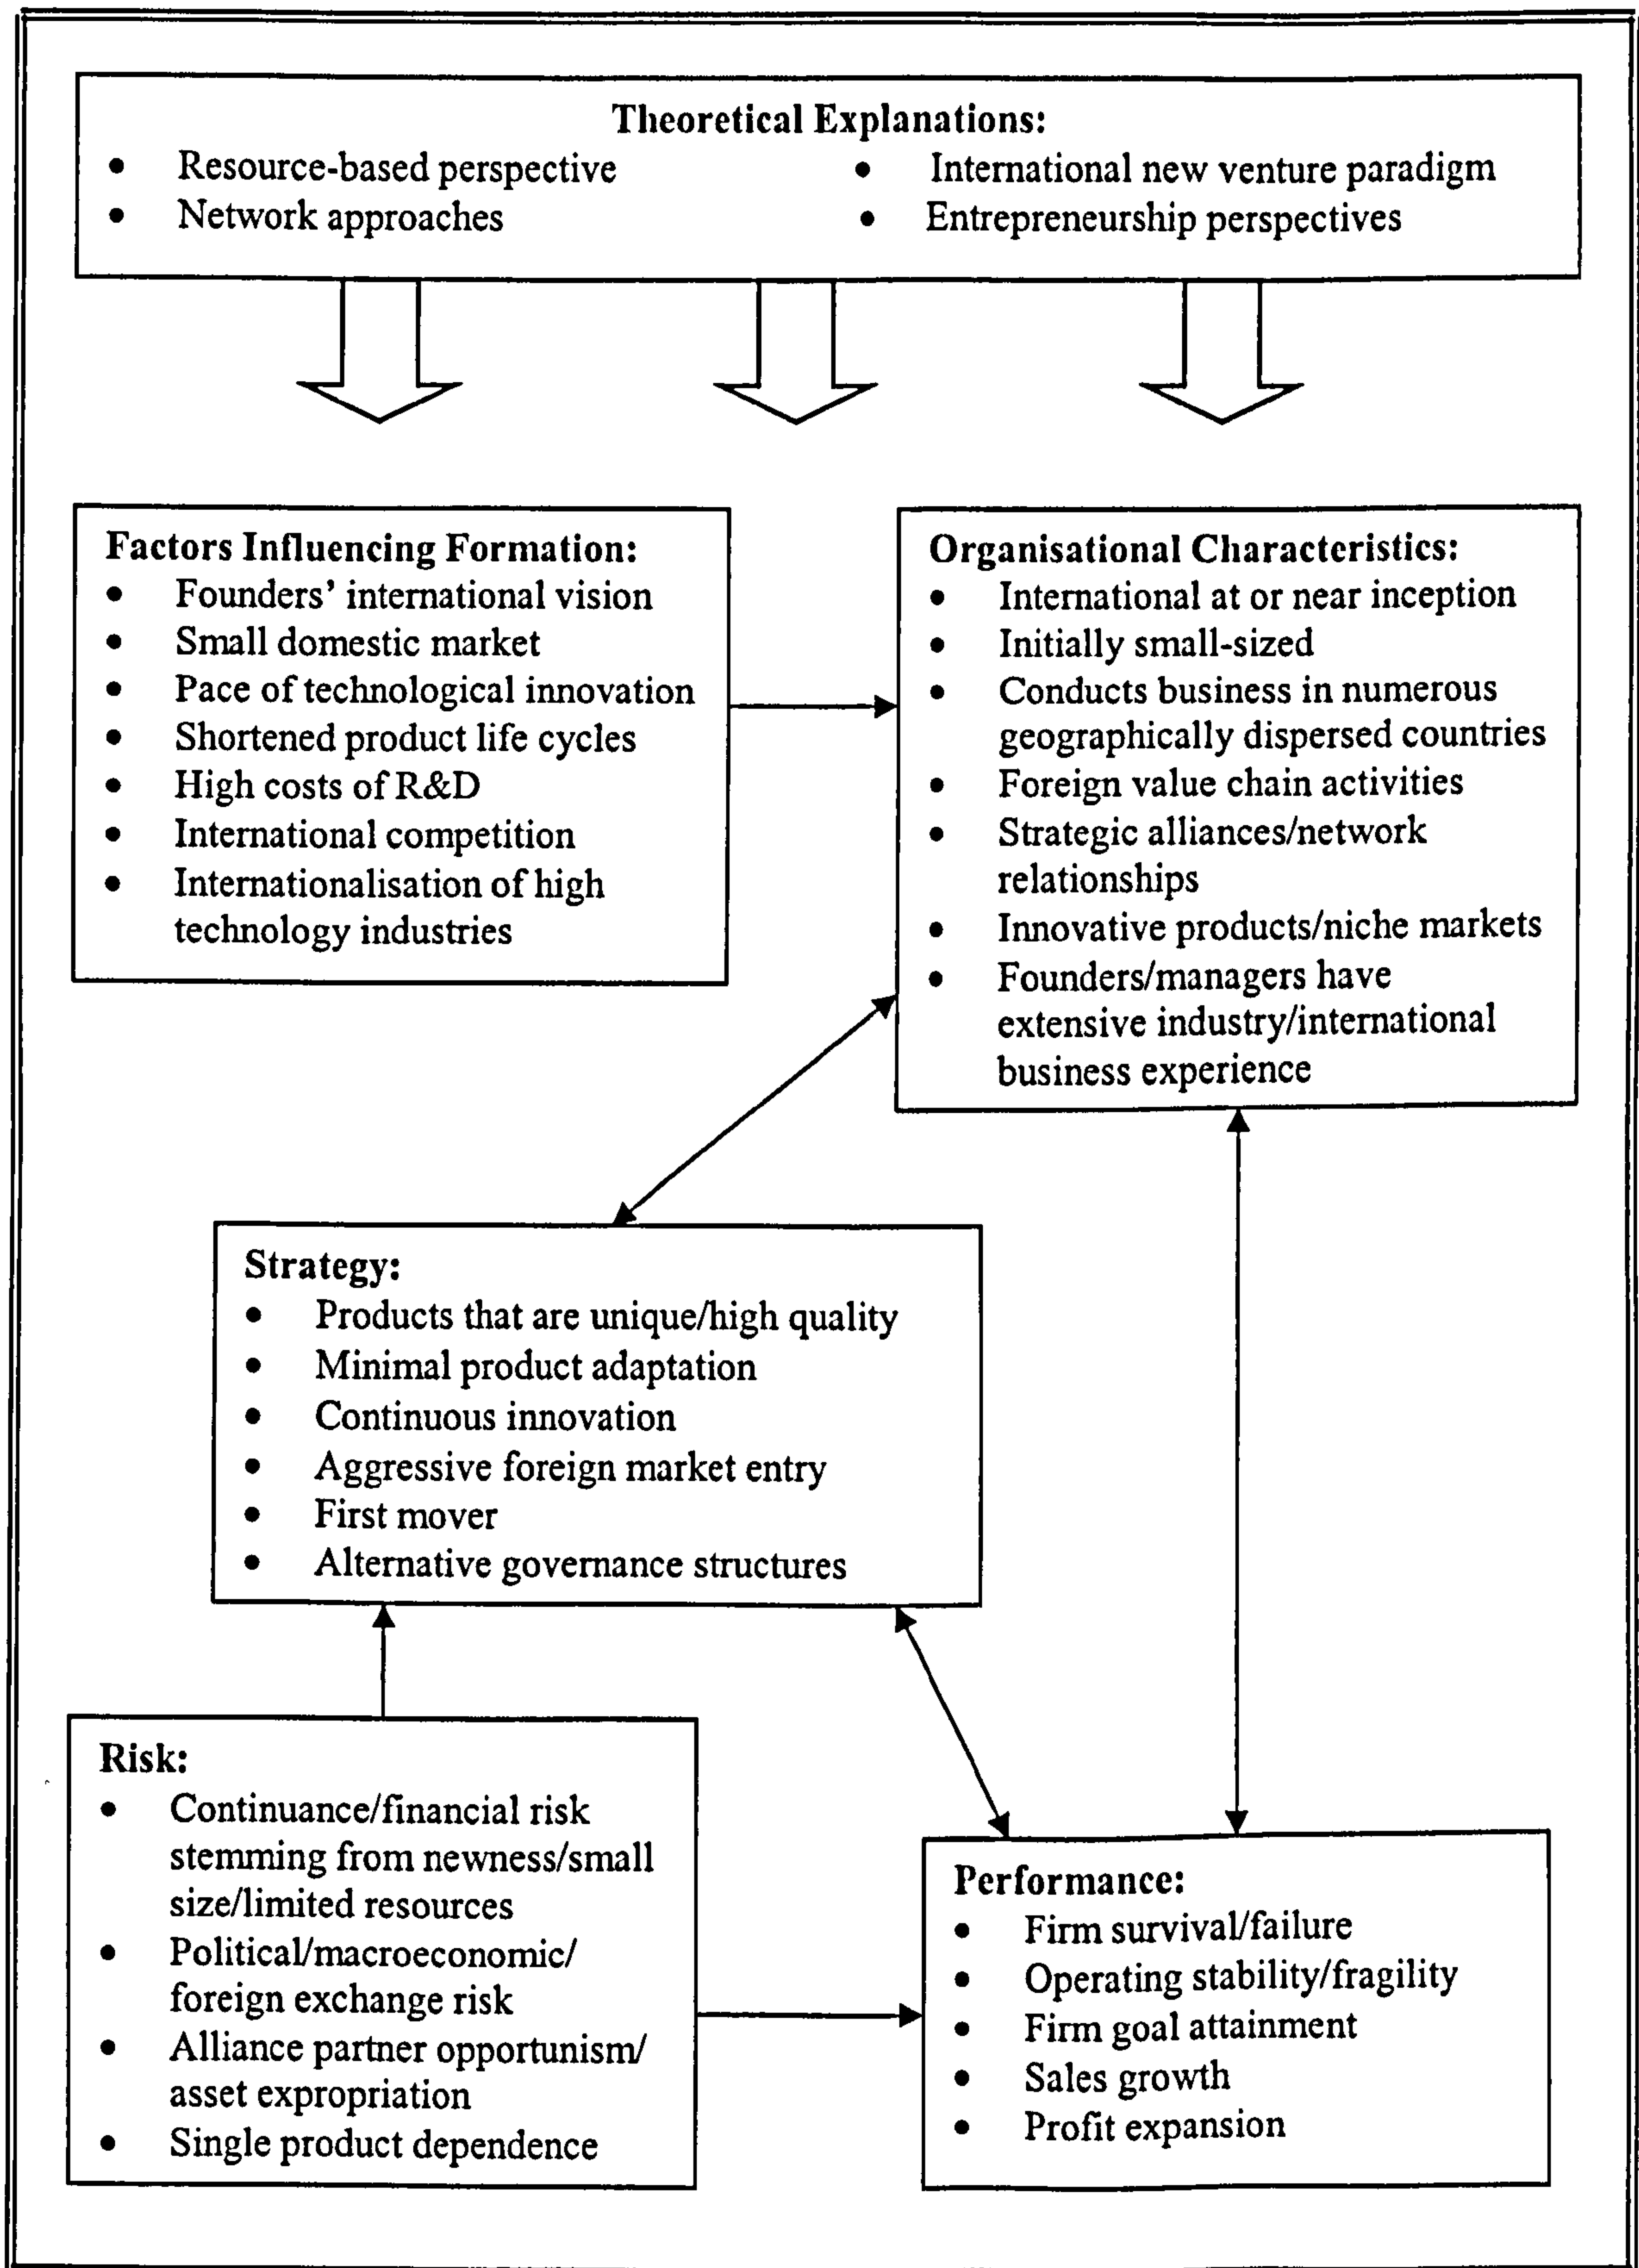 Theoretical Explanations:
• Resource-based perspective
• International new venture paradigm
• Network approaches
• Entrepreneurship perspectives
Factors Influencing Formation:
• Founders’ international vision
• Small domestic market
• Pace of technological innovation
• Shortened product life cycles
• High costs of R&D
• International competition
• Internationalisation of high
technology industries
Organisational Characteristics:
• International at or near inception
• Initially small-sized
• Conducts business in numerous
geographically dispersed countries
• Foreign value chain activities
• Strategic alliances/network
relationships
• Innovative products/niche markets
• Founders/managers have
extensive industry/international
business experience
Strategy:
• Products that are unique/high quality
• Minimal product adaptation
• Continuous innovation
• Aggressive foreign market entry
• First mover
• Alternative governance structures
Risk:
• Continuance/financial risk
stemming from newness/small
size/limited resources
• Political/macroeconomic/
foreign exchange risk
• Alliance partner opportunism/
asset expropriation
• Single product dependence
Performance:
• Firm survival/failure
• Operating stability/fragility
• Firm goal attainment
• Sales growth
• Profit expansion